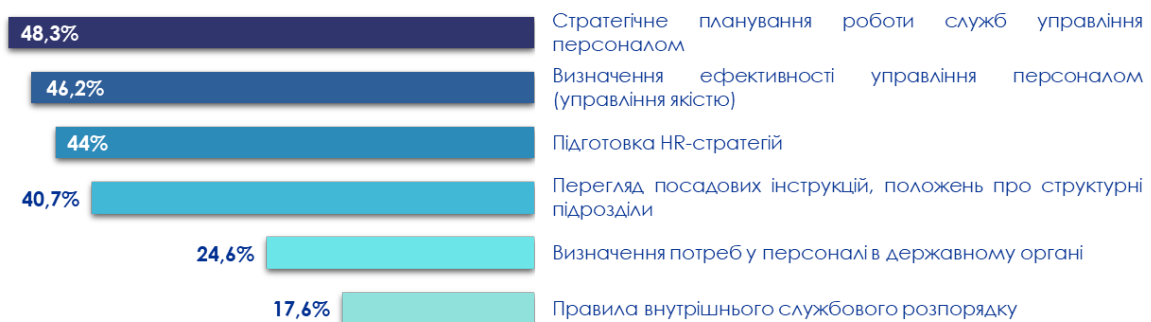 48,3%
Стратегічне планування роботи служб управління
персоналом
46,2%
Визначення ефективності управління персоналом
(управління якістю)
44%
Підготовка HR-стратегій
40,7%
Перегляд посадових інструкцій, положень про структурні
підрозділи
24,6%
Визначення потреб у персоналі в державному органі
17,6%
Правила внутрішнього службового розпорядку